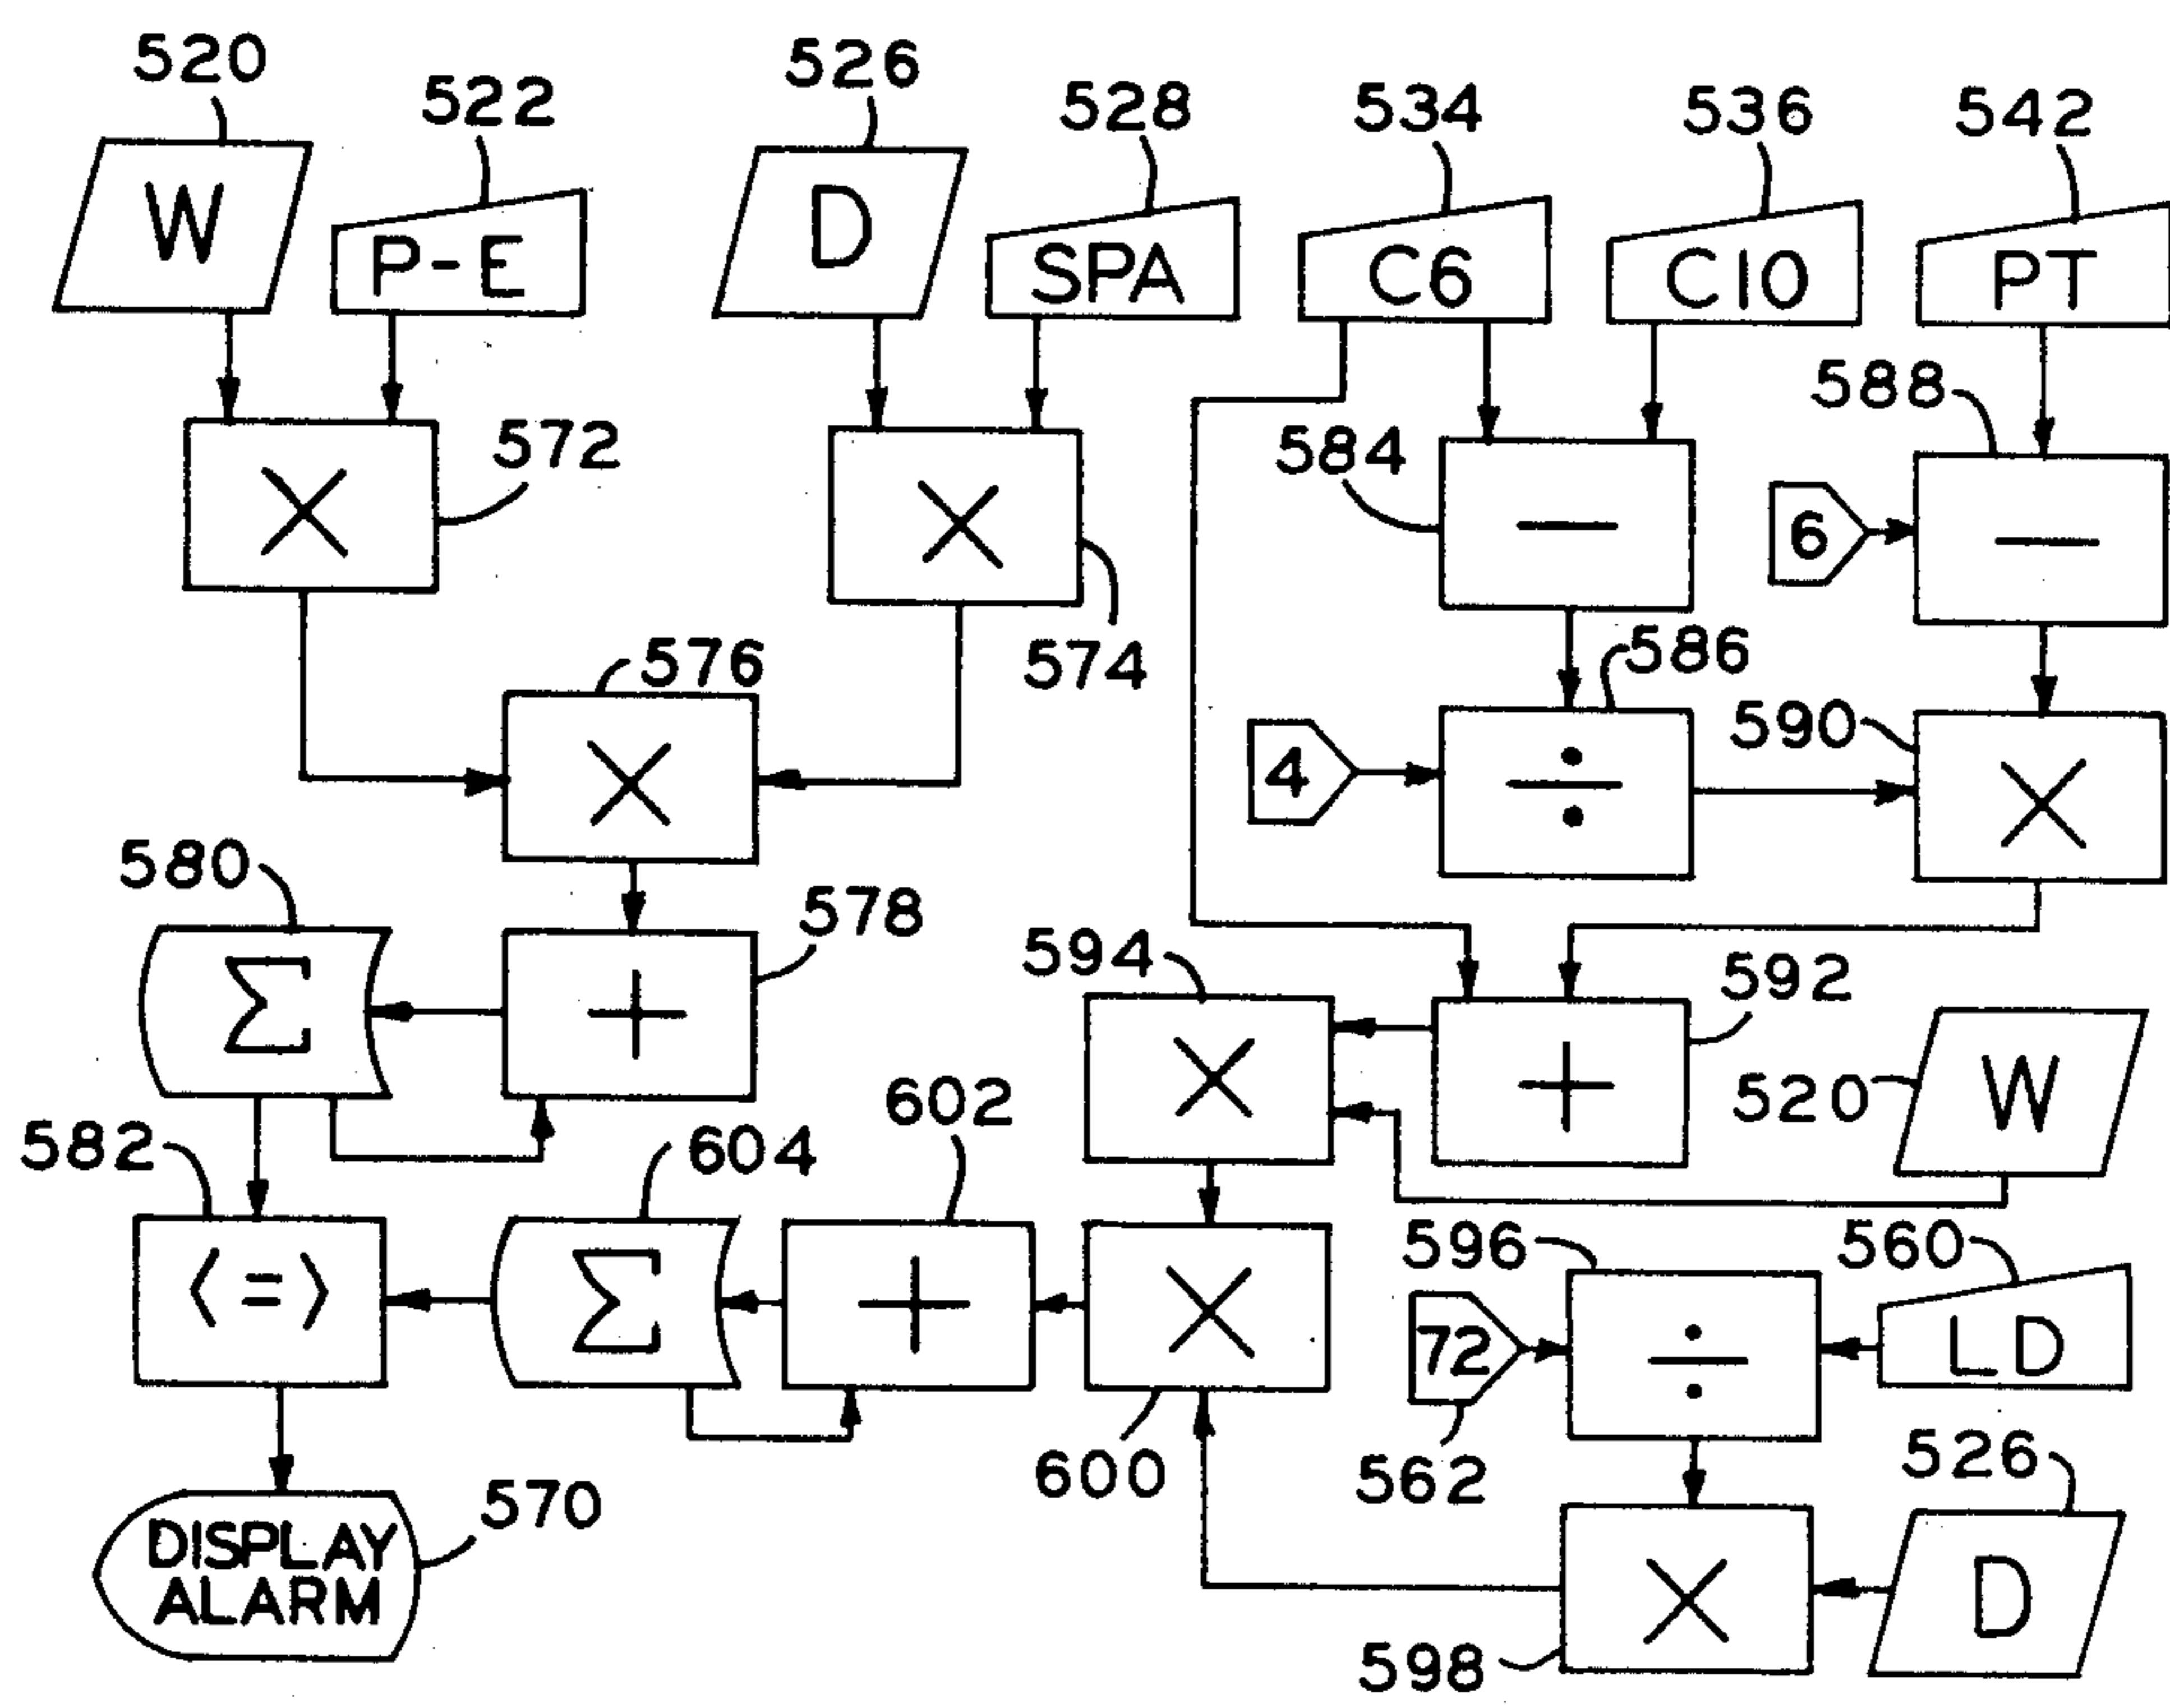 520
522
526
528
534
536
542
W
P-E
D
SPA
C6
C10
PT
588
572
584
X
X
—
6
—
576
574
586
590
4
X
÷
X
580
578
594
592
Σ
+
X
+
520
W
602
582
604
596
560
<=>
Σ
+
X
72
÷
LD
600
562
526
570
DISPLAY
ALARM
X
D
598